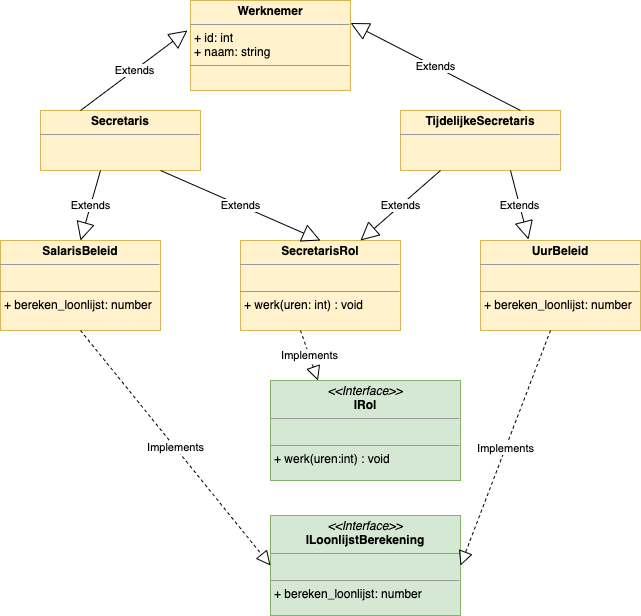 Werknemer
+ id: int
+ naam: string
Extends
Extends
Secretaris
TijdelijkeSecretaris
Extends
Extends
Extends
Extends
SalarisBeleid
SecretarisRol
UurBeleid
+ bereken_loonlijst: number
+ werk(uren: int) : void
+ bereken_loonlijst: number
Implements
<<Interface>>
IRol
Implements
Implements
+ werk(uren:int) : void
<<Interface>>
ILoonlijstBerekening
+ bereken_loonlijst: number